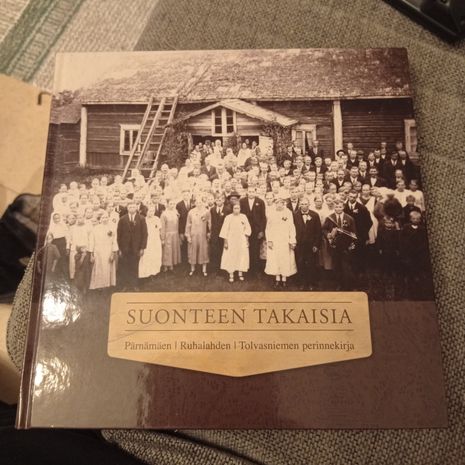 SUONTEEN TAKAISIA
Pärnämäen | Ruhalahden | Tolvasniemen perinnekirja